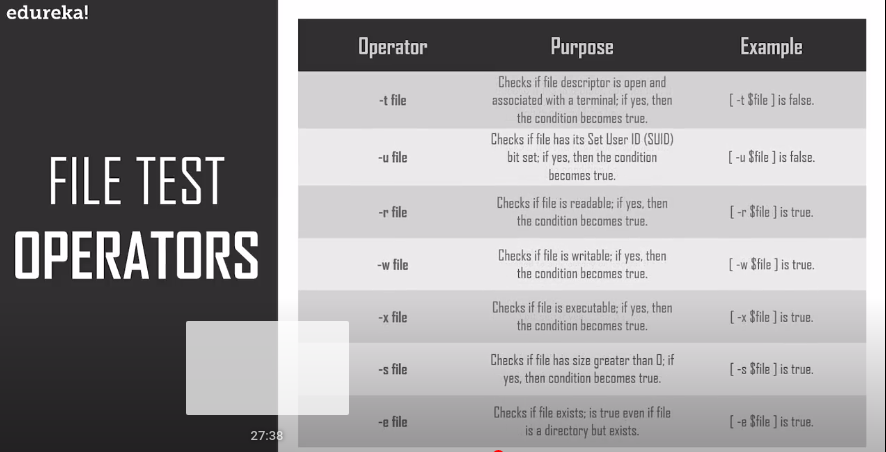 edureka!
FILE TEST
OPERATORS
Operator Purpose Example
-t file Checks if file descriptor is open and associated with a terminal; if yes, then the condition becomes true. [ -t $file ] is false.
-u file Checks if file has its Set User ID (SUID) bit set; if yes, then the condition becomes true. [ -u $file ] is false.
-r file Checks if file is readable; if yes, then the condition becomes true. [ -r $file ] is true.
-w file Checks if file is writable; if yes, then the condition becomes true. [ -w $file ] is true.
-x file Checks if file is executable; if yes, then the condition becomes true. [ -x $file ] is true.
-s file Checks if file has size greater than 0; if yes, then condition becomes true. [ -s $file ] is true.
-e file Checks if file exists; is true even if file is a directory but exists. [ -e $file ] is true.
27:38